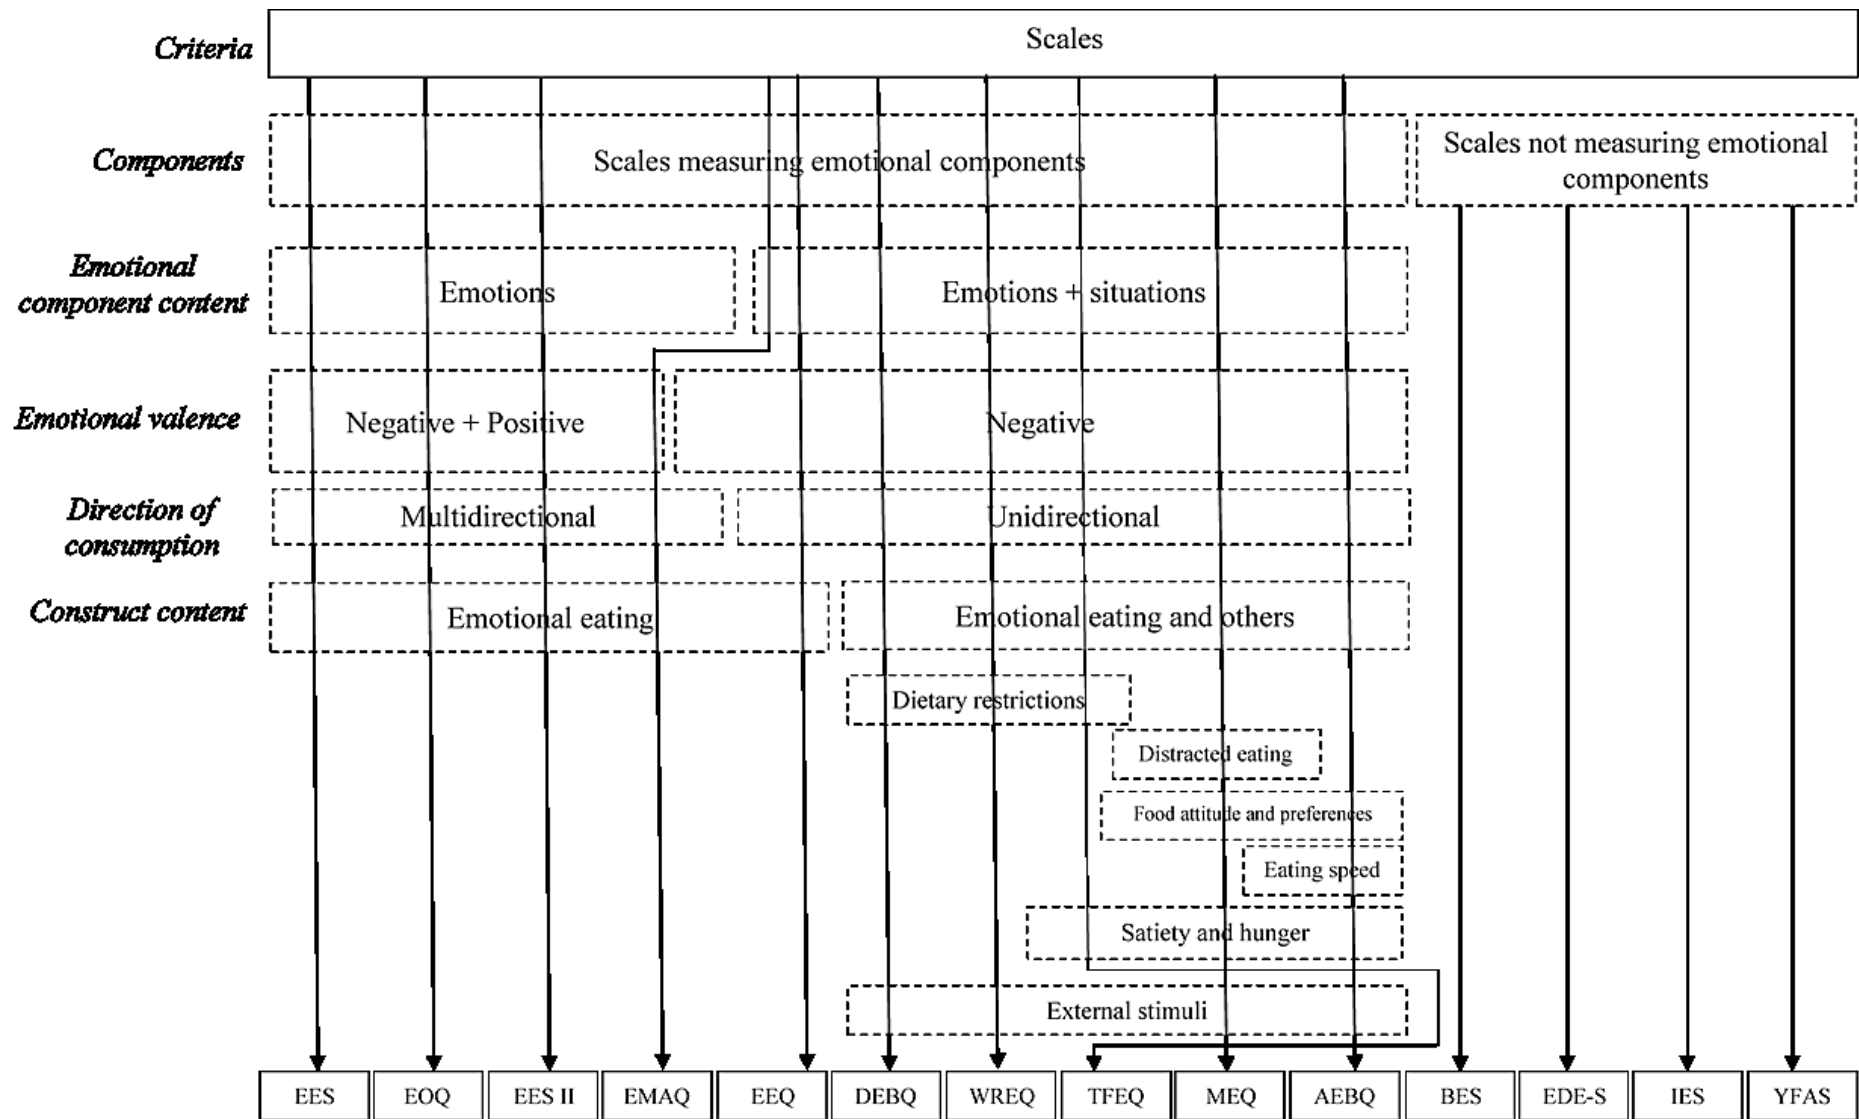 Criteria
Scales
Components
Scales measuring emotional components
Scales not measuring emotional
components
Emotional
component content
Emotions
Emotions + situations
Emotional valence
Negative + Positive
Negative
Direction of
consumption
Multidirectional
Unidirectional
Construct content
Emotional eating
Emotional eating and others
Dietary restrictions
Distracted eating
Food attitude and preferences
Eating speed
Satiety and hunger
External stimuli
EES
EOQ
EES II
EMAQ
EEQ
DEBQ
WREQ
TFEQ
MEQ
AEBQ
BES
EDE-S
IES
YFAS